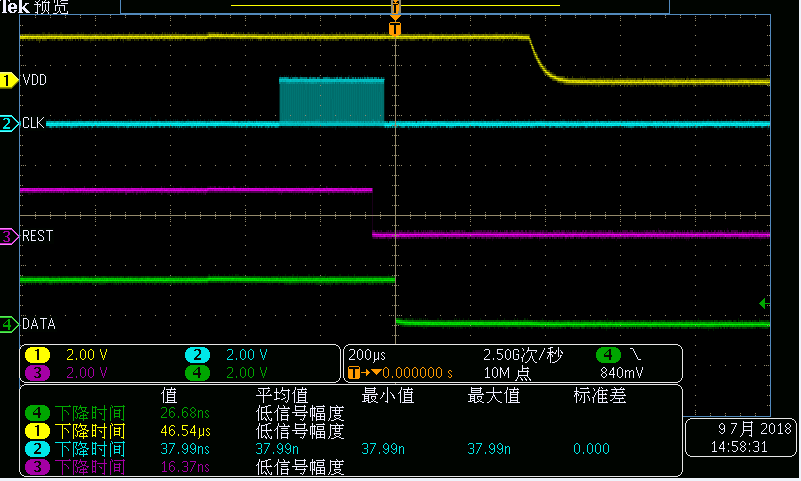 Tek 预览
T
T
1 VDD
2 CLK
3 REST
4 DATA
1 2.00 V 2 2.00 V
3 2.00 V 4 2.00 V
200µs 2.50G次/秒 4
T→▼0.000000 s 10M 点 840mV
值 平均值 最小值 最大值 标准差
4 下降时间 26.68ns 低信号幅度
1 下降时间 46.54µs 低信号幅度
2 下降时间 37.99ns 37.99n 37.99n 37.99n 0.000
3 下降时间 16.37ns 低信号幅度
9 7月 2018
14:58:31